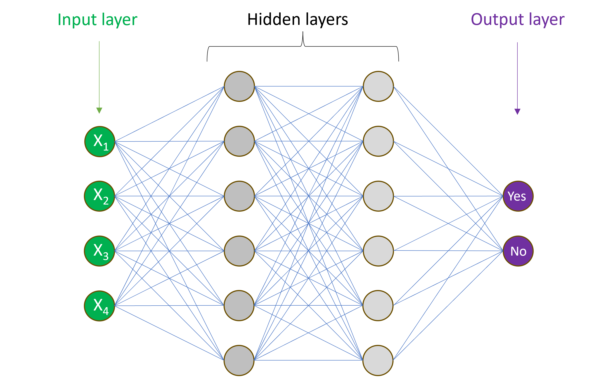 Input layer
Hidden layers
Output layer
X1
X2
X3
X4
Yes
No